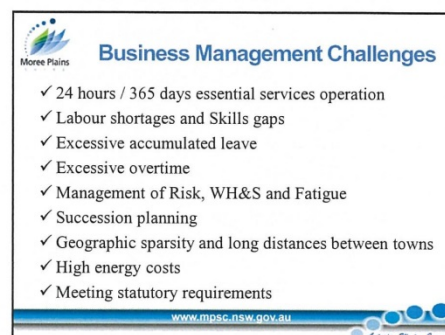 Moree Plains
Business Management Challenges
✓ 24 hours / 365 days essential services operation
✓ Labour shortages and Skills gaps
✓ Excessive accumulated leave
✓ Excessive overtime
✓ Management of Risk, WH&S and Fatigue
✓ Succession planning
✓ Geographic sparsity and long distances between towns
✓ High energy costs
✓ Meeting statutory requirements
www.mpsc.nsw.gov.au